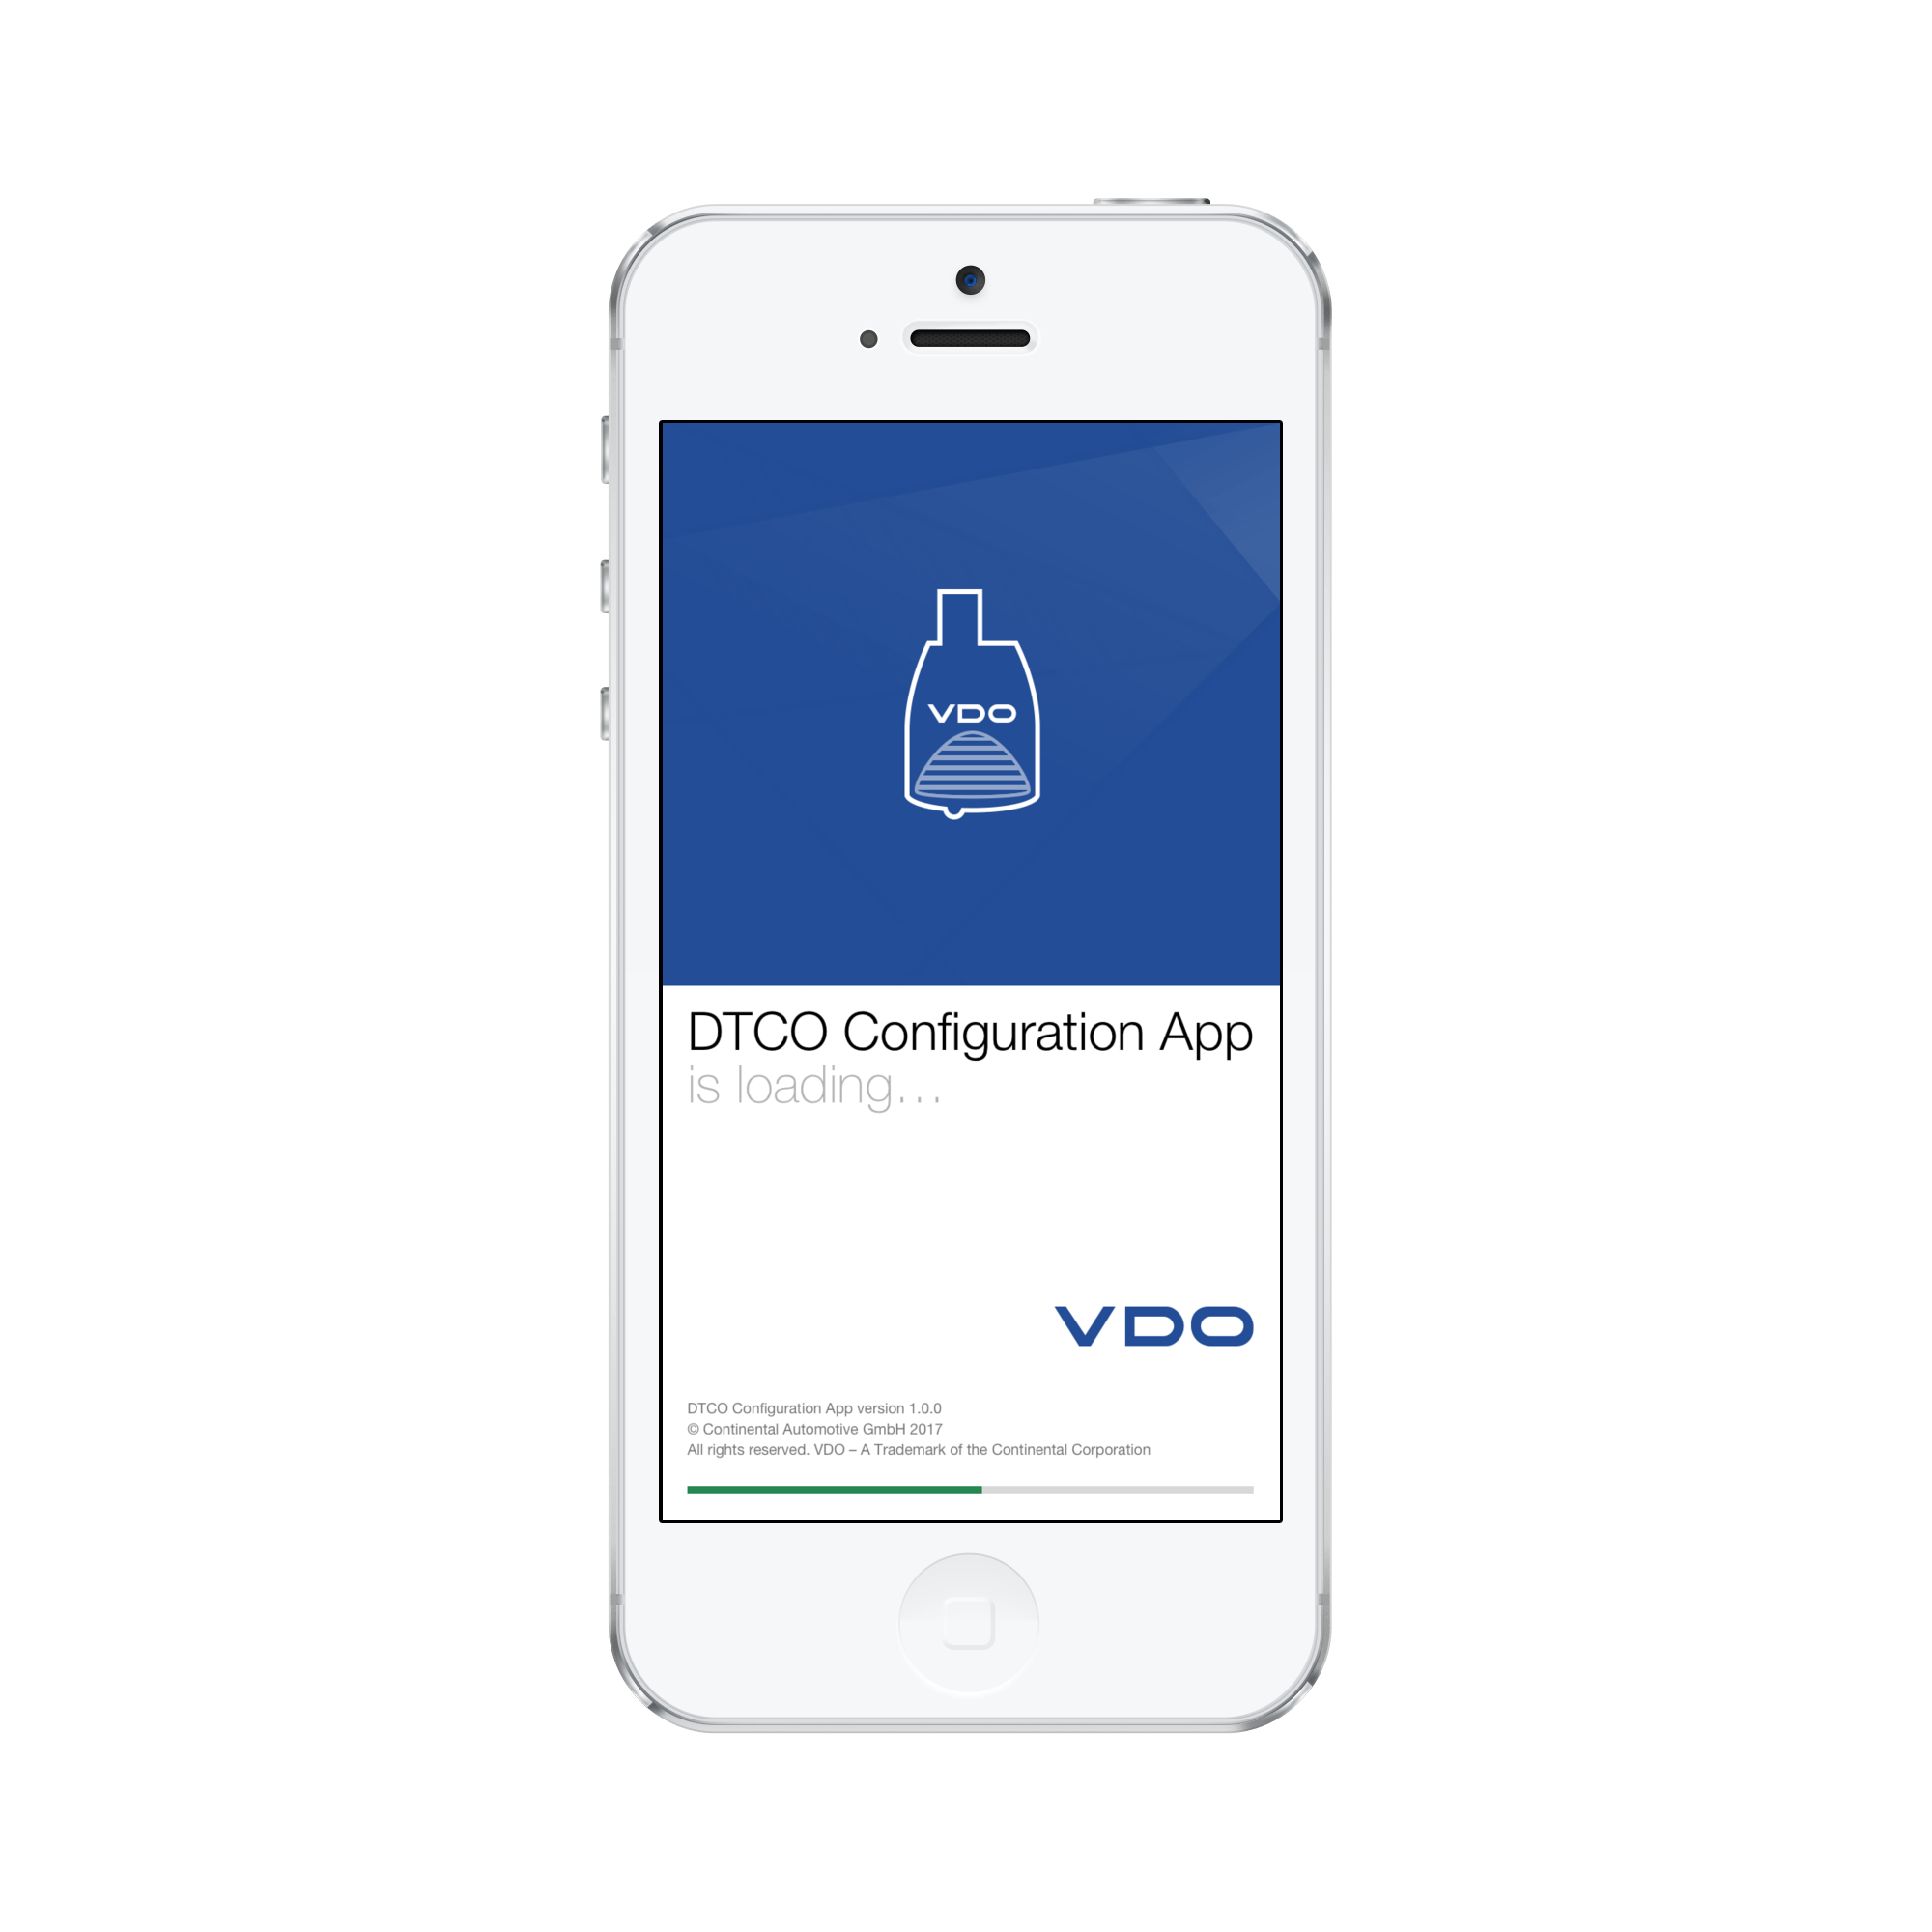 VDO
DTCO Configuration App
is loading...
VDO
DTCO Configuration App version 1.0.0
© Continental Automotive GmbH 2017
All rights reserved. VDO – A Trademark of the Continental Corporation